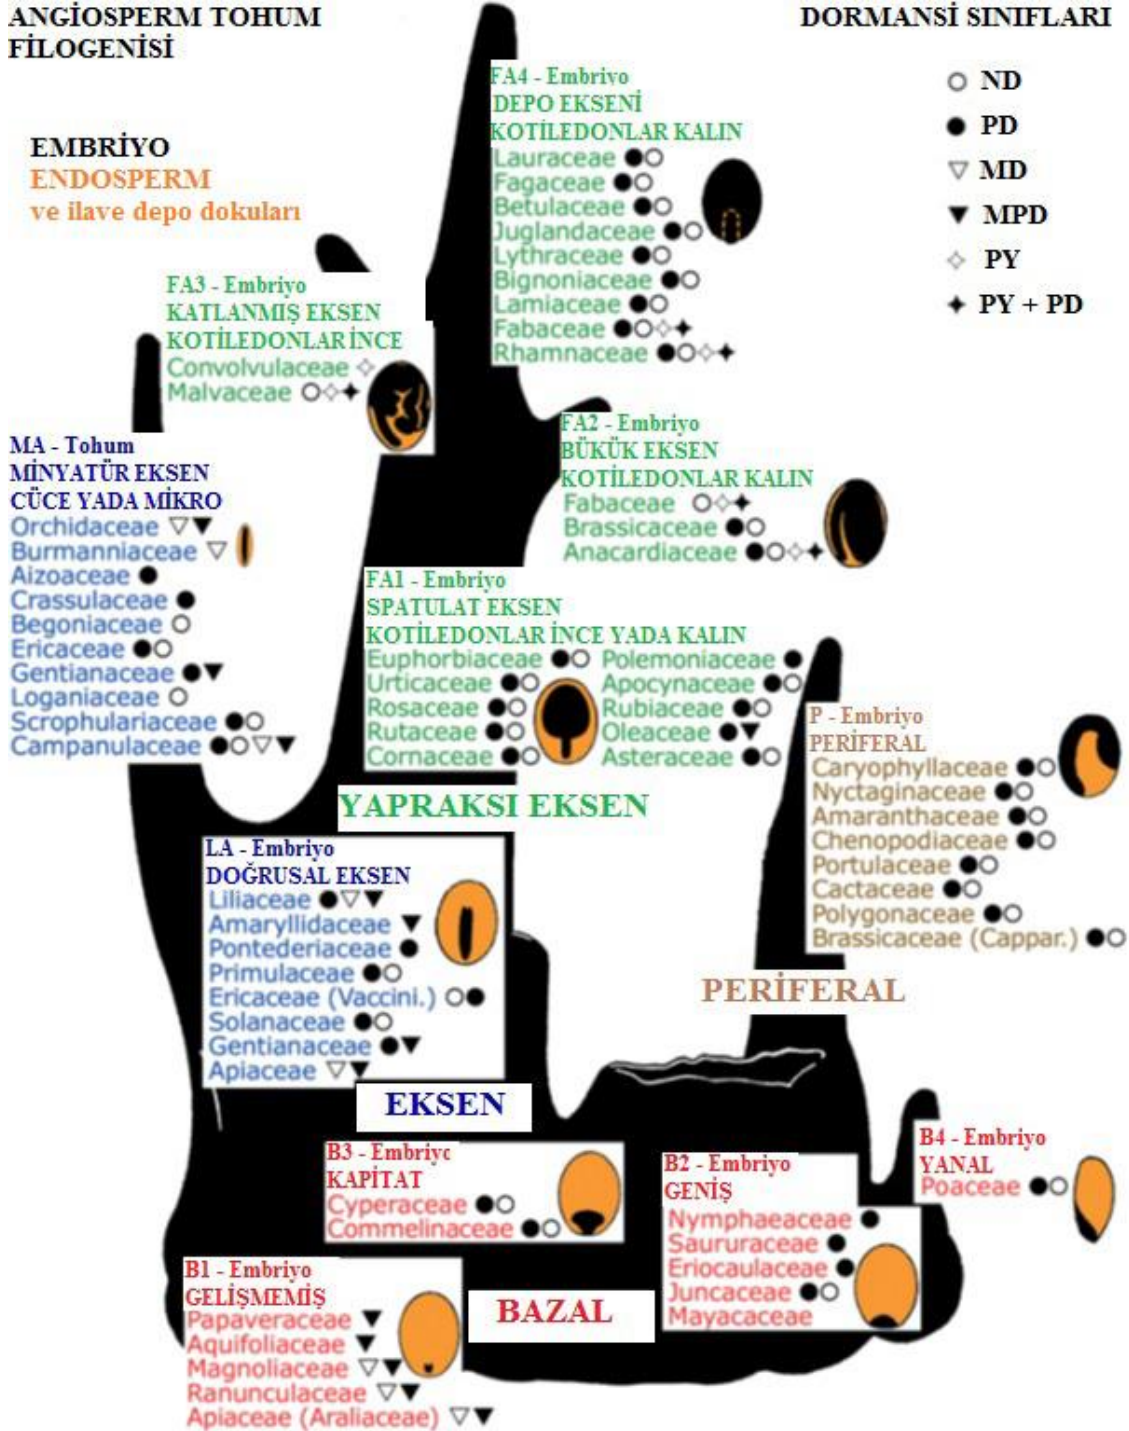 ANGİOSPERM TOHUM
FİLOGENİSİ
EMBRİYO
ENDOSPERM
ve ilave depo dokuları
DORMANSİ SINIFLARI
ND
PD
MD
MPD
PY
PY + PD
FA4 - Embriyo
DEPO EKSENİ
KOTİLEDONLAR KALIN
Lauraceae
Fagaceae
Betulaceae
Juglandaceae
Lythraceae
Bignoniaceae
Lamiaceae
Fabaceae
Rhamnaceae
FA3 - Embriyo
KATLANMIŞ EKSEN
KOTİLEDONLAR İNCE
Convolvulaceae
Malvaceae
FA2 - Embriyo
BÜKÜK EKSEN
KOTİLEDONLAR KALIN
Fabaceae
Brassicaceae
Anacardiaceae
MA - Tohum
MİNYATÜR EKSEN
CÜCE YADA MİKRO
Orchidaceae
Burmanniaceae
Aizoaceae
Crassulaceae
Begoniaceae
Ericaceae
Gentianaceae
Loganiaceae
Scrophulariaceae
Campanulaceae
FA1 - Embriyo
SPATULAT EKSEN
KOTİLEDONLAR İNCE YADA KALIN
Euphorbiaceae Polemoniaceae
Urticaceae Apocynaceae
Rosaceae Rubiaceae
Rutaceae Oleaceae
Cornaceae Asteraceae
YAPRAKSI EKSEN
P - Embriyo
PERİFERAL
Caryophyllaceae
Nyctaginaceae
Amaranthaceae
Chenopodiaceae
Portulaceae
Cactaceae
Polygonaceae
Brassicaceae (Cappar.)
PERİFERAL
LA - Embriyo
DOĞRUSAL EKSEN
Liliaceae
Amaryllidaceae
Pontederiaceae
Primulaceae
Ericaceae (Vaccini.)
Solanaceae
Gentianaceae
Apiaceae
EKSEN
B3 - Embriyo
KAPİTAT
Cyperaceae
Commelinaceae
B2 - Embriyo
GENİŞ
Nymphaeaceae
Saururaceae
Eriocaulaceae
Juncaceae
Mayacaceae
B4 - Embriyo
YANAL
Poaceae
B1 - Embriyo
GELİŞMEMİŞ
Papaveraceae
Aquifoliaceae
Magnoliaceae
Ranunculaceae
Apiaceae (Araliaceae)
BAZAL